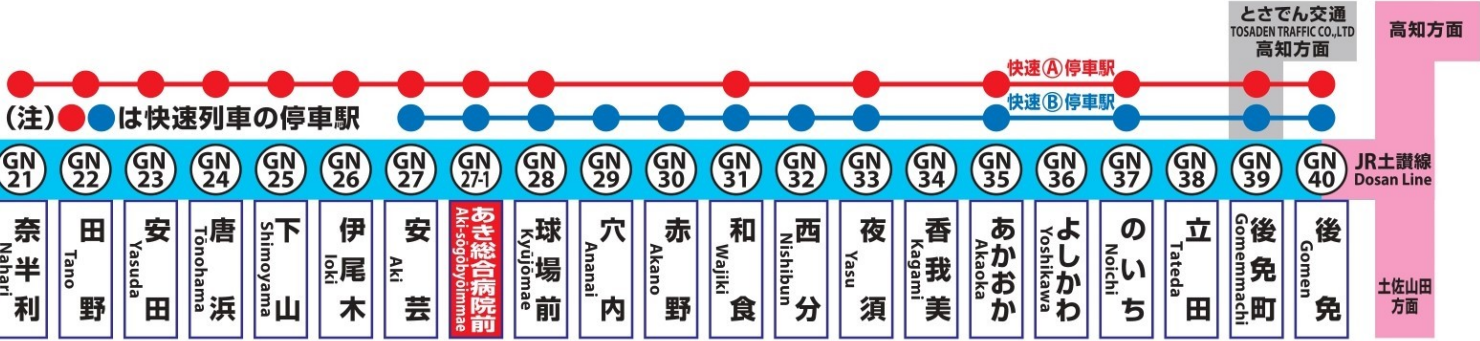 とさでん交通
TOSADEN TRAFFIC CO.,LTD
高知方面
高知方面
快速Ⓐ停車駅
快速Ⓑ停車駅
(注)●●は快速列車の停車駅
GN 21
GN 22
GN 23
GN 24
GN 25
GN 26
GN 27
GN 27-1
GN 28
GN 29
GN 30
GN 31
GN 32
GN 33
GN 34
GN 35
GN 36
GN 37
GN 38
GN 39
GN 40
JR土讃線
Dosan Line
奈半利
Nahari
田野
Tano
安田
Yasuda
唐浜
Tōnohama
下山
Shimoyama
伊尾木
Ioki
安芸
Aki
あき総合病院前
Aki-sōgōbyōimmae
球場前
Kyūjōmae
穴内
Ananai
赤野
Akano
和食
Wajiki
西分
Nishibun
夜須
Yasu
香我美
Kagami
あかおか
Akaoka
よしかわ
Yoshikawa
のいち
Noichi
立田
Tateda
後免町
Gomemmachi
後免
Gomen
土佐山田
方面